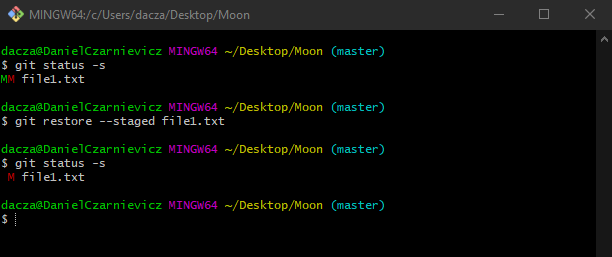 MINGW64:/c/Users/dacza/Desktop/Moon
dacza@DanielCzarnievicz MINGW64 ~/Desktop/Moon (master)
$ git status -s
MM file1.txt
dacza@DanielCzarnievicz MINGW64 ~/Desktop/Moon (master)
$ git restore --staged file1.txt
dacza@DanielCzarnievicz MINGW64 ~/Desktop/Moon (master)
$ git status -s
 M file1.txt
dacza@DanielCzarnievicz MINGW64 ~/Desktop/Moon (master)
$